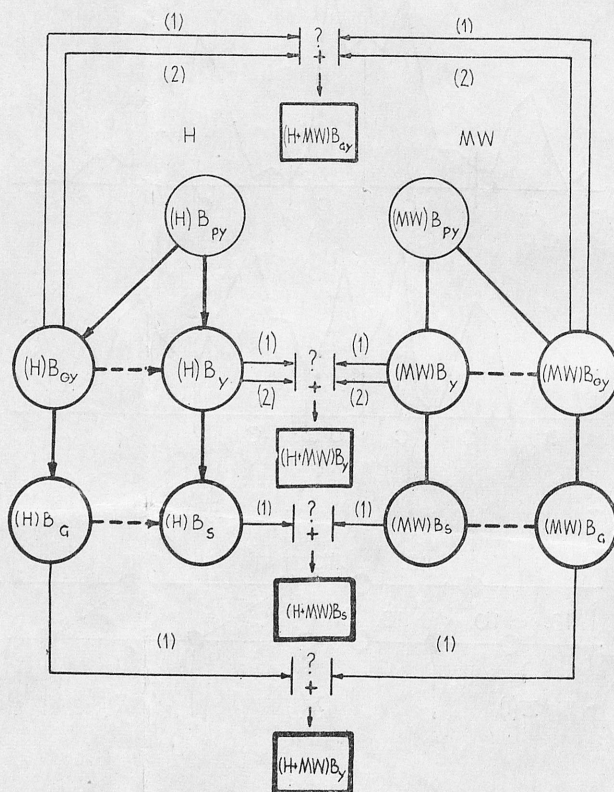 (1) ? (1)
+
(2) (2)
H (H+MW)B_GY MW
(H)B_PY (MW)B_PY
(1) ? (1)
(H)B_GY (H)B_Y + (MW)B_Y (MW)B_GY
(2) (2)
(H+MW)B_Y
(H)B_G (H)B_S (1) ? (1) (MW)B_S (MW)B_G
+
(H+MW)B_S
(1) ? (1)
+
(H+MW)B_Y